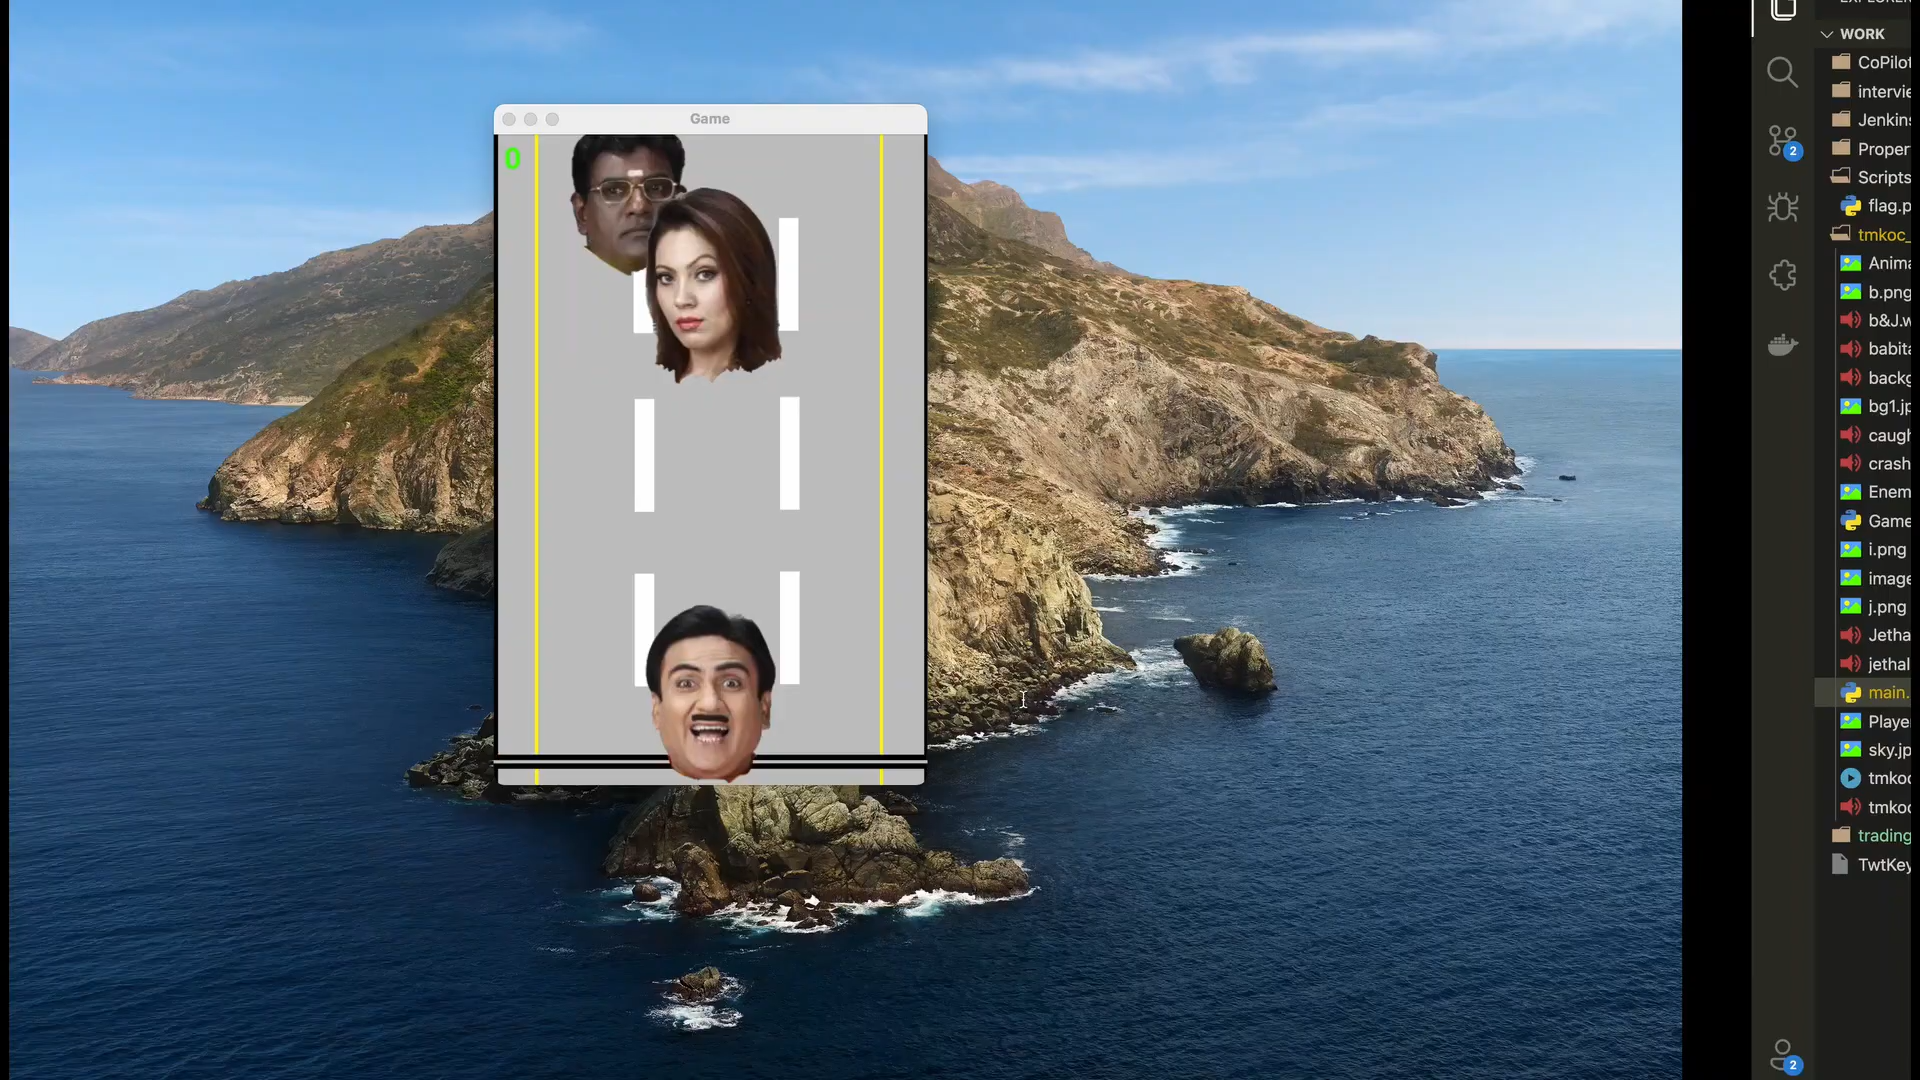 Game
0
WORK
CoPilot
intervie
Jenkins
Proper
Scripts
flag.p
tmkoc_
Anima
b.png
b&J.w
babita
backg
bg1.jp
caugh
crash
Enem
Game
i.png
image
j.png
Jetha
jethal
main.
Playe
sky.jp
tmkoc
tmkoc
trading
TwtKey
2
2